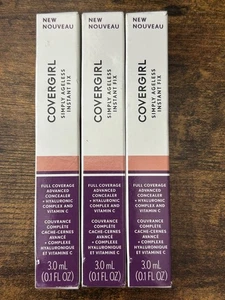 NEW
NOUVEAU
COVERGIRL
SIMPLY AGELESS
INSTANT FIX
FULL COVERAGE
ADVANCED
CONCEALER
+ HYALURONIC
COMPLEX AND
VITAMIN C
COUVRANCE
COMPLÈTE
CACHE-CERNES
AVANCÉ
+ COMPLEXE
HYALURONIQUE
ET VITAMINE C
3.0 mL
(0.1 FL OZ)
NEW
NOUVEAU
COVERGIRL
SIMPLY AGELESS
INSTANT FIX
FULL COVERAGE
ADVANCED
CONCEALER
+ HYALURONIC
COMPLEX AND
VITAMIN C
COUVRANCE
COMPLÈTE
CACHE-CERNES
AVANCÉ
+ COMPLEXE
HYALURONIQUE
ET VITAMINE C
3.0 mL
(0.1 FL OZ)
NEW
NOUVEAU
COVERGIRL
SIMPLY AGELESS
INSTANT FIX
FULL COVERAGE
ADVANCED
CONCEALER
+ HYALURONIC
COMPLEX AND
VITAMIN C
COUVRANCE
COMPLÈTE
CACHE-CERNES
AVANCÉ
+ COMPLEXE
HYALURONIQUE
ET VITAMINE C
3.0 mL
(0.1 FL OZ)